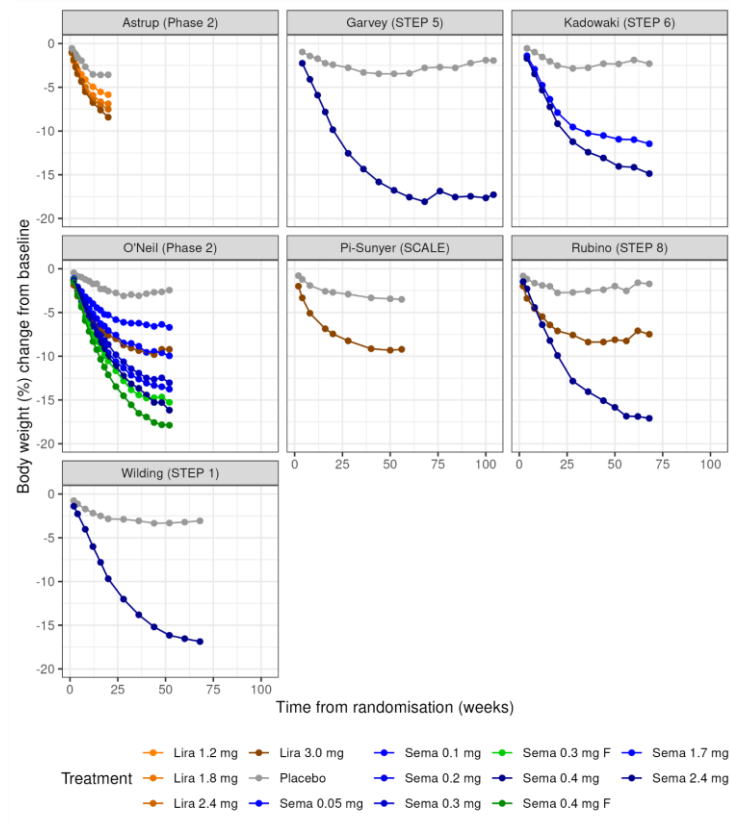 Astrup (Phase 2) Garvey (STEP 5) Kadowaki (STEP 6)
0
-5
-10
-15
-20
O'Neil (Phase 2) Pi-Sunyer (SCALE) Rubino (STEP 8)
0
-5
-10
-15
-20
0 25 50 75 100 0 25 50 75 100
Wilding (STEP 1)
0
-5
-10
-15
-20
0 25 50 75 100
Body weight (%) change from baseline
Time from randomisation (weeks)
Lira 1.2 mg Lira 3.0 mg Sema 0.1 mg Sema 0.3 mg F Sema 1.7 mg
Treatment Lira 1.8 mg Placebo Sema 0.2 mg Sema 0.4 mg Sema 2.4 mg
Lira 2.4 mg Sema 0.05 mg Sema 0.3 mg Sema 0.4 mg F